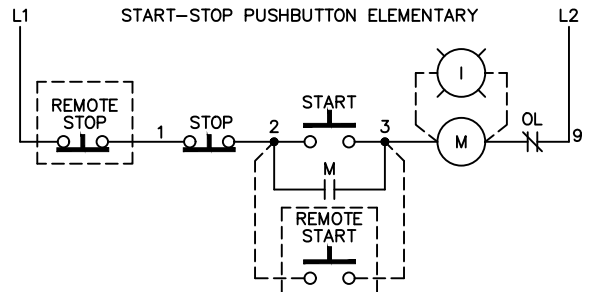 L1 START-STOP PUSHBUTTON ELEMENTARY L2
I
REMOTE
STOP
1
STOP
2
START
3
M
OL
9
M
REMOTE
START